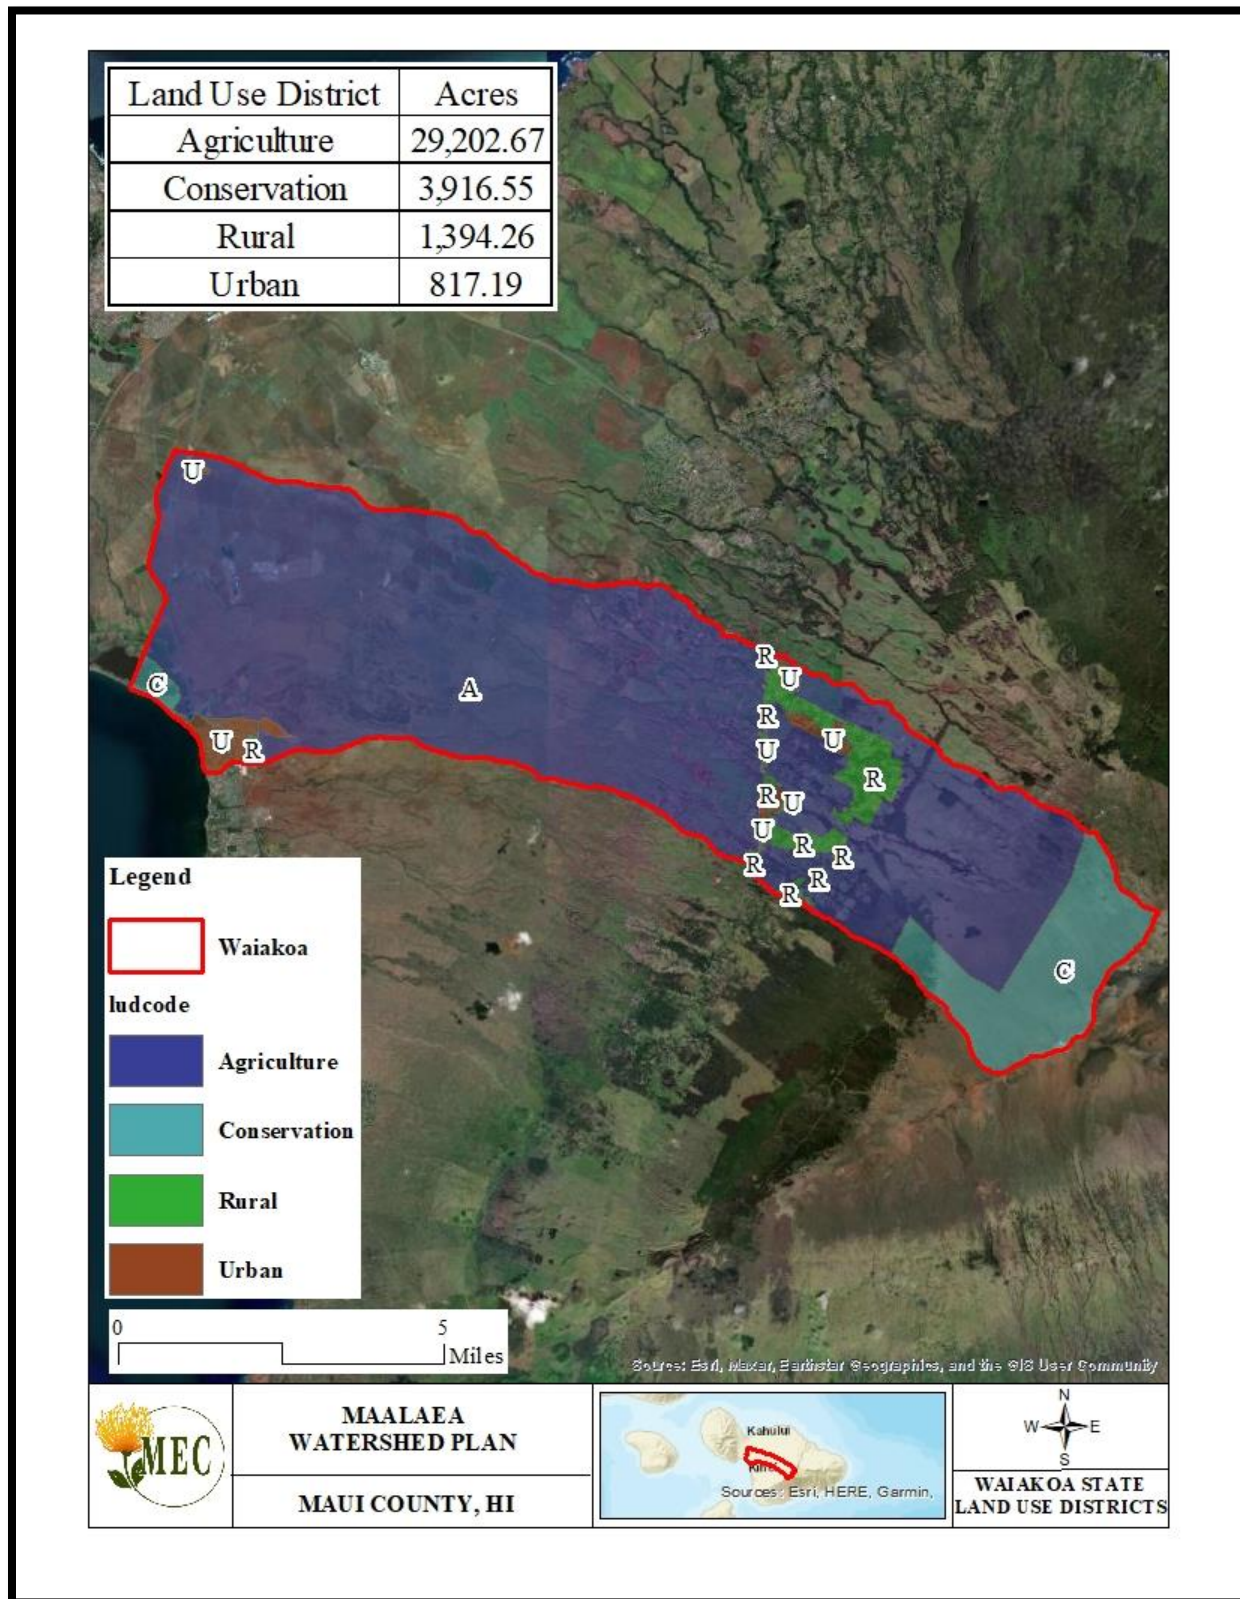 Land Use District Acres
Agriculture 29,202.67
Conservation 3,916.55
Rural 1,394.26
Urban 817.19
U
C
A
U
R
R
U
R
U
U
R
R
U
U
R
R
R
R
R
C
Legend
Waiakoa
ludcode
Agriculture
Conservation
Rural
Urban
0 5
Miles
Source: Esri, Maxar, Earthstar Geographics, and the GIS User Community
MEC
MAALAEA
WATERSHED PLAN
MAUI COUNTY, HI
Kahului
Sources: Esri, HERE, Garmin,
N
W E
S
WAIAKOA STATE
LAND USE DISTRICTS